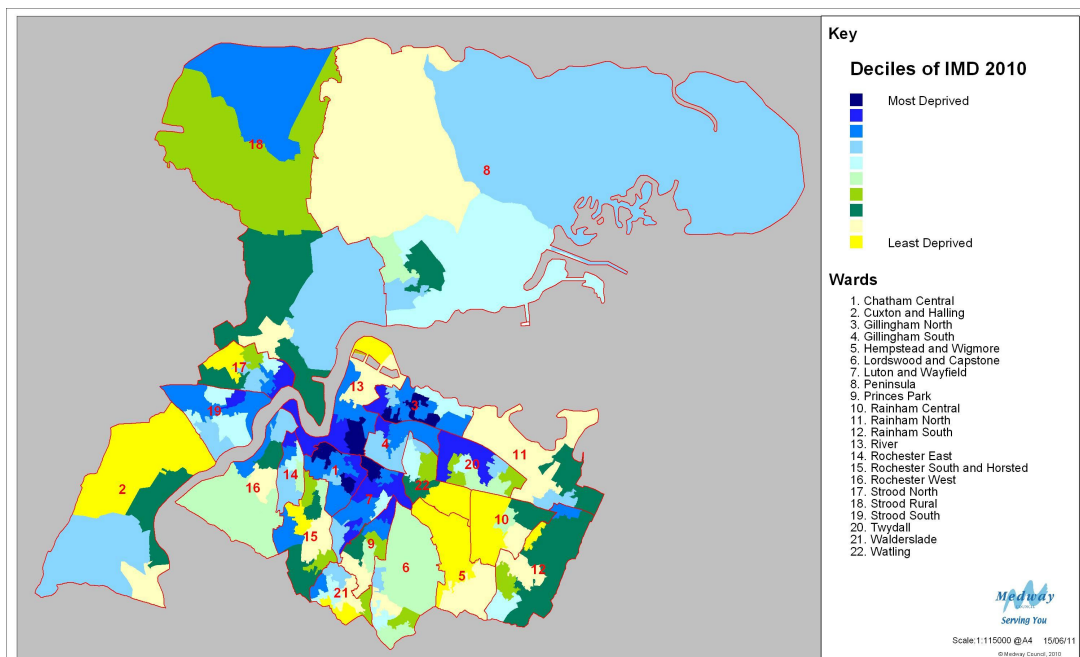 Key
Deciles of IMD 2010
Most Deprived
Least Deprived
Wards
1. Chatham Central
2. Cuxton and Halling
3. Gillingham North
4. Gillingham South
5. Hempstead and Wigmore
6. Lordswood and Capstone
7. Luton and Wayfield
8. Peninsula
9. Princes Park
10. Rainham Central
11. Rainham North
12. Rainham South
13. River
14. Rochester East
15. Rochester South and Horsted
16. Rochester West
17. Strood North
18. Strood Rural
19. Strood South
20. Twydall
21. Walderslade
22. Watling
18
8
17
13
3
19
4
11
20
1
14
22
2
16
7
10
15
9
6
5
12
21
Medway
COUNCIL
Serving You
Scale:1:115000 @A4 15/06/11
© Medway Council, 2010